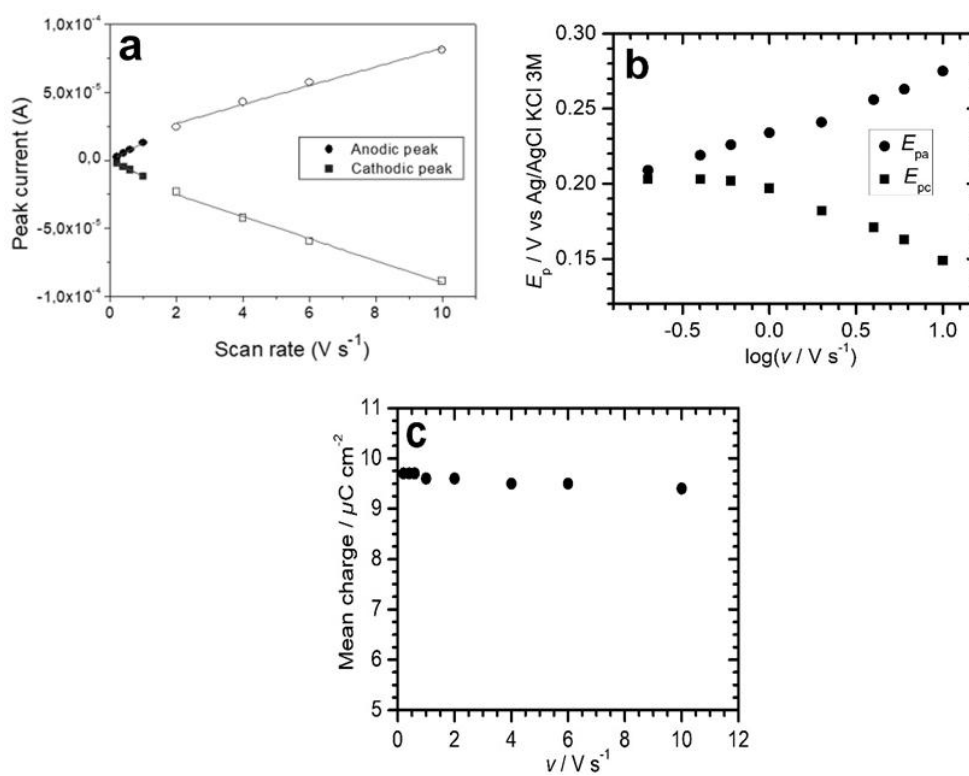 a
1,0x10⁻⁴
5,0x10⁻⁵
0,0
-5,0x10⁻⁵
-1,0x10⁻⁴
0 2 4 6 8 10
Peak current (A)
Scan rate (V s⁻¹)
Anodic peak
Cathodic peak
b
0.30
0.25
0.20
0.15
-0.5 0.0 0.5 1.0
E_p / V vs Ag/AgCl KCl 3M
log(v / V s⁻¹)
E_pa
E_pc
c
11
10
9
8
7
6
5
0 2 4 6 8 10 12
Mean charge / µC cm⁻²
v / V s⁻¹